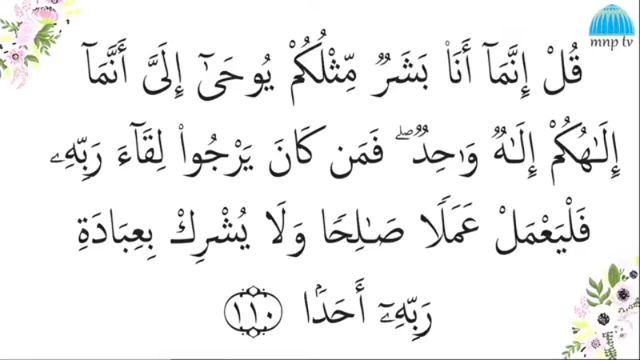 mnp tv
قُلْ إِنَّمَآ أَنَا۠ بَشَرٌ مِّثْلُكُمْ يُوحَىٰٓ إِلَىَّ أَنَّمَآ
إِلَـٰهُكُمْ إِلَـٰهٌ وَٰحِدٌ ۖ فَمَن كَانَ يَرْجُوا۟ لِقَآءَ رَبِّهِۦ
فَلْيَعْمَلْ عَمَلًا صَـٰلِحًا وَلَا يُشْرِكْ بِعِبَادَةِ
رَبِّهِۦٓ أَحَدًۢا ١١٠